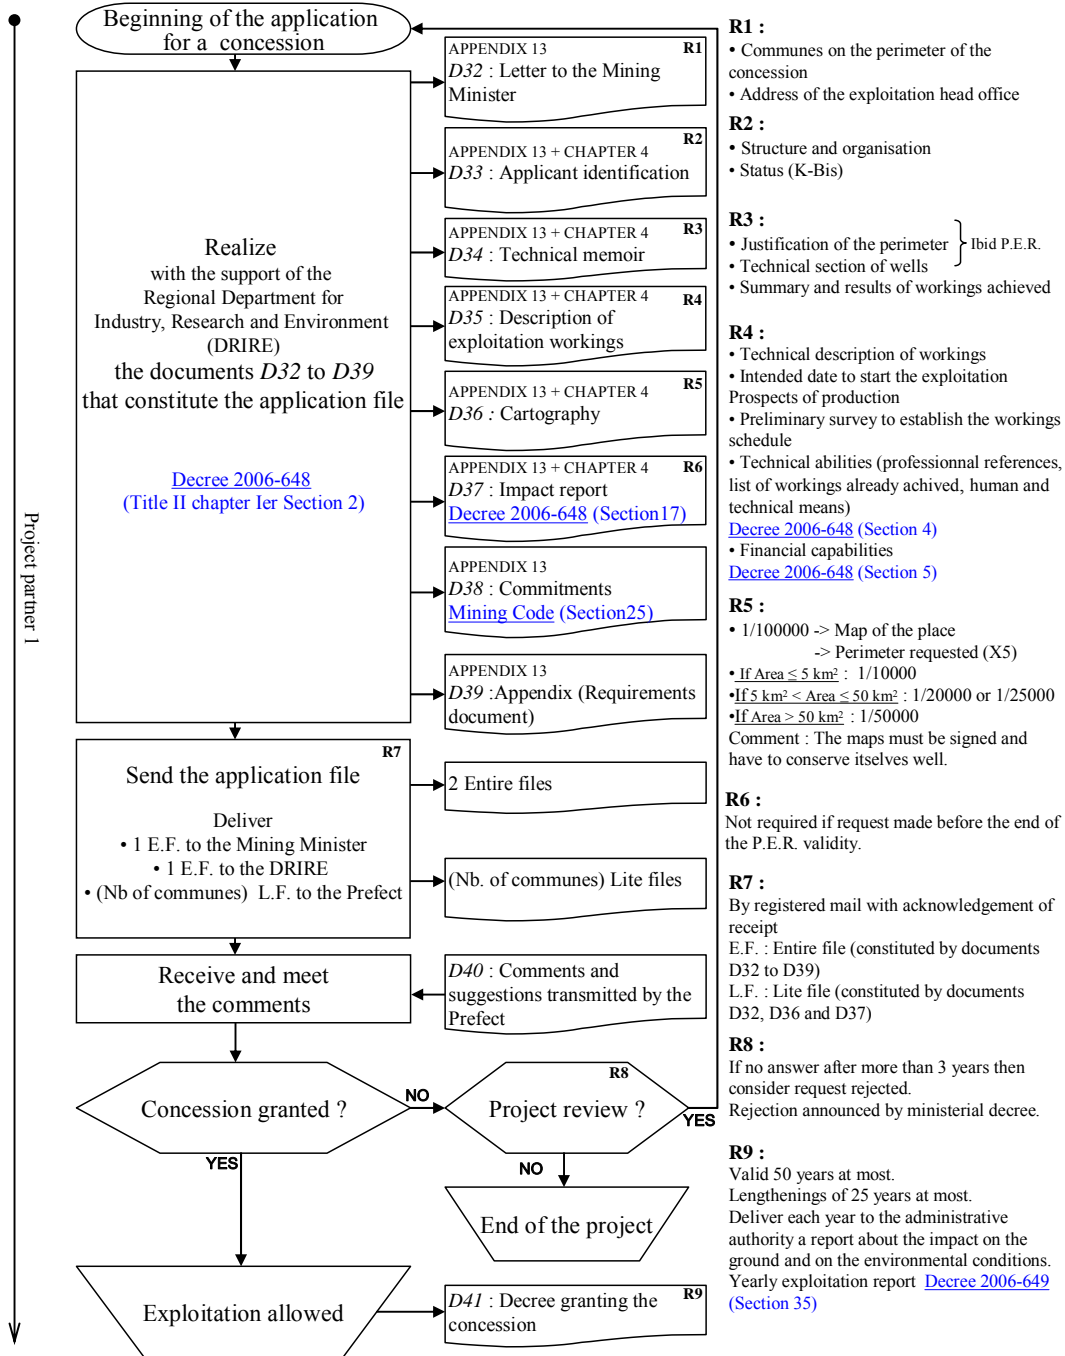 Beginning of the application
for a concession
Project partner 1
Realize
with the support of the
Regional Department for
Industry, Research and Environment
(DRIRE)
the documents D32 to D39
that constitute the application file
Decree 2006-648
(Title II chapter Ier Section 2)
APPENDIX 13
R1
D32 : Letter to the Mining
Minister
R2
APPENDIX 13 + CHAPTER 4
D33 : Applicant identification
APPENDIX 13 + CHAPTER 4
R3
D34 : Technical memoir
APPENDIX 13 + CHAPTER 4
R4
D35 : Description of
exploitation workings
APPENDIX 13 + CHAPTER 4
R5
D36 : Cartography
APPENDIX 13 + CHAPTER 4
R6
D37 : Impact report
Decree 2006-648 (Section17)
APPENDIX 13
D38 : Commitments
Mining Code (Section25)
APPENDIX 13
D39 :Appendix (Requirements
document)
R7
Send the application file
Deliver
• 1 E.F. to the Mining Minister
• 1 E.F. to the DRIRE
• (Nb of communes) L.F. to the Prefect
2 Entire files
(Nb. of communes) Lite files
Receive and meet
the comments
D40 : Comments and
suggestions transmitted by the
Prefect
Concession granted ?
NO
R8
Project review ?
YES
YES
NO
End of the project
Exploitation allowed
D41 : Decree granting the
R9
concession
R1 :
• Communes on the perimeter of the
concession
• Address of the exploitation head office
R2 :
• Structure and organisation
• Status (K-Bis)
R3 :
• Justification of the perimeter
• Technical section of wells
Ibid P.E.R.
• Summary and results of workings achieved
R4 :
• Technical description of workings
• Intended date to start the exploitation
Prospects of production
• Preliminary survey to establish the workings
schedule
• Technical abilities (professionnal references,
list of workings already achived, human and
technical means)
Decree 2006-648 (Section 4)
• Financial capabilities
Decree 2006-648 (Section 5)
R5 :
• 1/100000 -> Map of the place
-> Perimeter requested (X5)
• If Area ≤ 5 km² : 1/10000
•If 5 km² < Area ≤ 50 km² : 1/20000 or 1/25000
•If Area > 50 km² : 1/50000
Comment : The maps must be signed and
have to conserve itselves well.
R6 :
Not required if request made before the end of
the P.E.R. validity.
R7 :
By registered mail with acknowledgement of
receipt
E.F. : Entire file (constituted by documents
D32 to D39)
L.F. : Lite file (constituted by documents
D32, D36 and D37)
R8 :
If no answer after more than 3 years then
consider request rejected.
Rejection announced by ministerial decree.
R9 :
Valid 50 years at most.
Lengthenings of 25 years at most.
Deliver each year to the administrative
authority a report about the impact on the
ground and on the environmental conditions.
Yearly exploitation report Decree 2006-649
(Section 35)